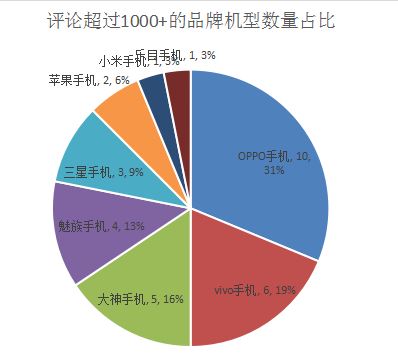 评论超过1000+的品牌机型数量占比
乐目手机, 1, 3%
小米手机, 1, 3%
苹果手机, 2, 6%
OPPO手机, 10,
31%
三星手机, 3, 9%
魅族手机, 4, 13%
vivo手机, 6, 19%
大神手机, 5, 16%